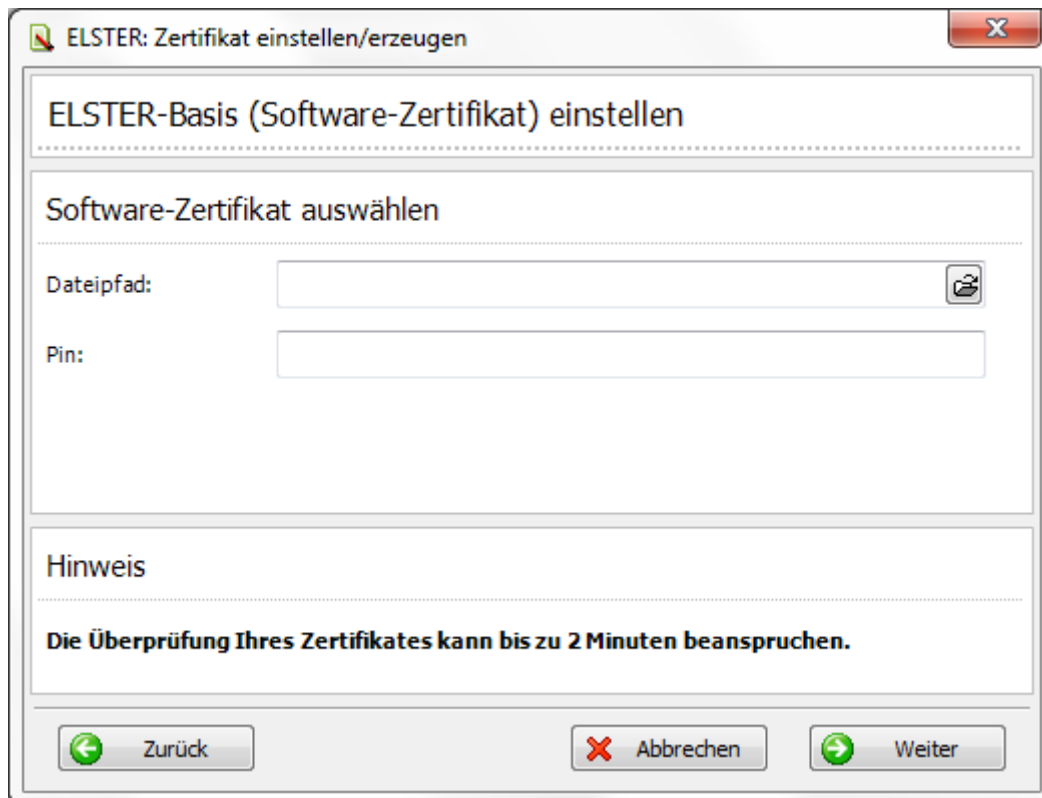 ELSTER: Zertifikat einstellen/erzeugen
ELSTER-Basis (Software-Zertifikat) einstellen
Software-Zertifikat auswählen
Dateipfad:
Pin:
Hinweis
Die Überprüfung Ihres Zertifikates kann bis zu 2 Minuten beanspruchen.
Zurück Abbrechen Weiter